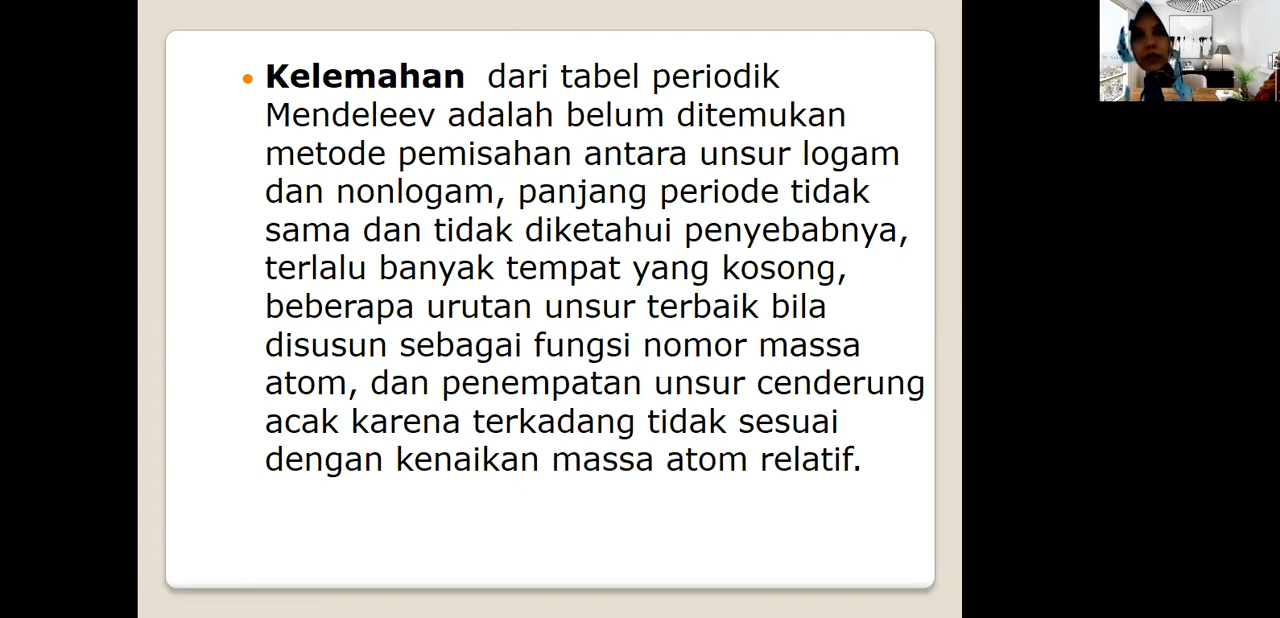 Kelemahan dari tabel periodik
Mendeleev adalah belum ditemukan
metode pemisahan antara unsur logam
dan nonlogam, panjang periode tidak
sama dan tidak diketahui penyebabnya,
terlalu banyak tempat yang kosong,
beberapa urutan unsur terbaik bila
disusun sebagai fungsi nomor massa
atom, dan penempatan unsur cenderung
acak karena terkadang tidak sesuai
dengan kenaikan massa atom relatif.